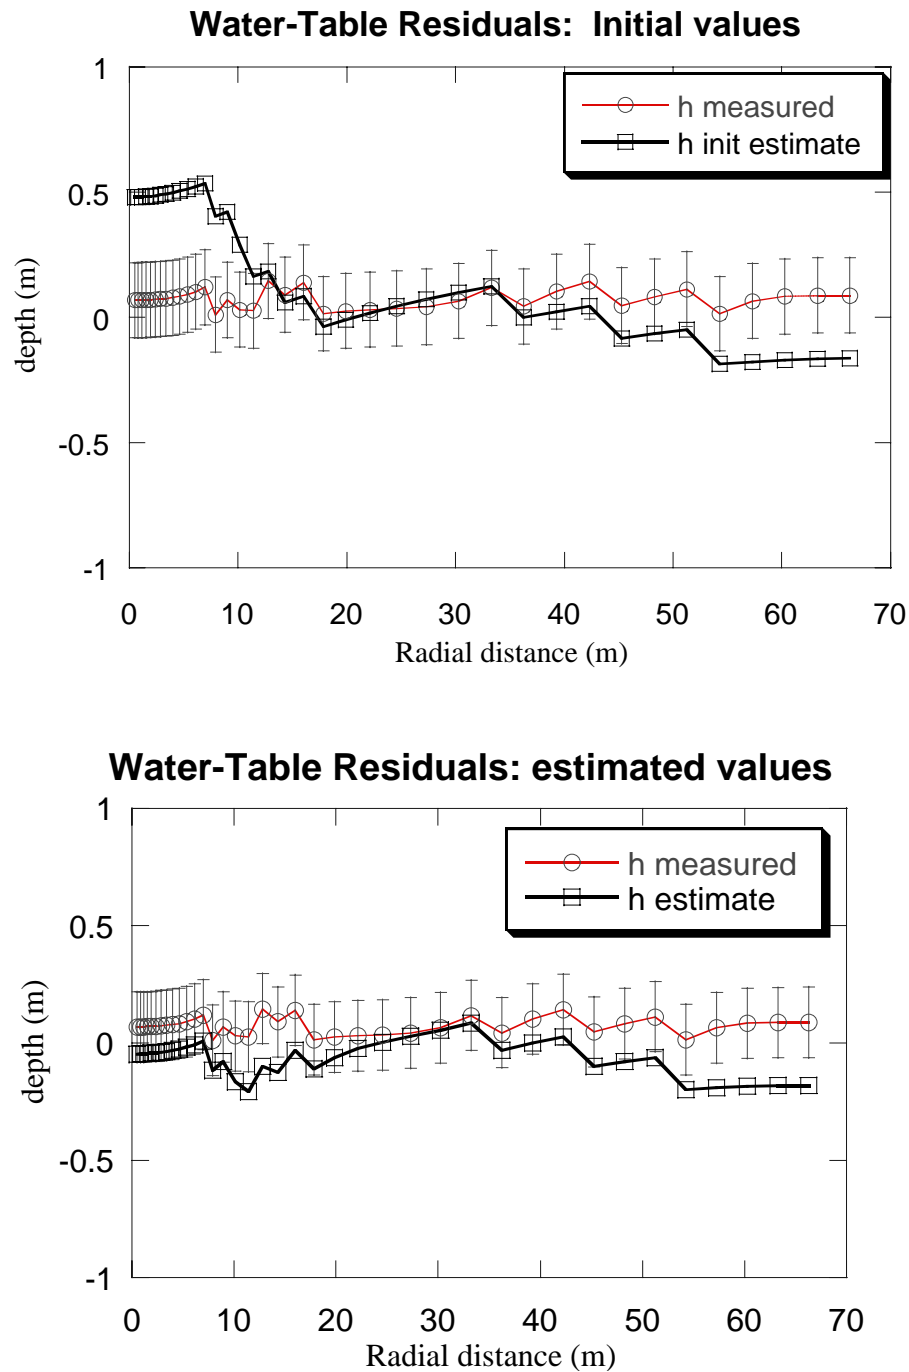 Water-Table Residuals: Initial values
1
h measured
h init estimate
0.5
0
-0.5
-1
depth (m)
0 10 20 30 40 50 60 70
Radial distance (m)
Water-Table Residuals: estimated values
1
h measured
h estimate
0.5
0
-0.5
-1
depth (m)
0 10 20 30 40 50 60 70
Radial distance (m)